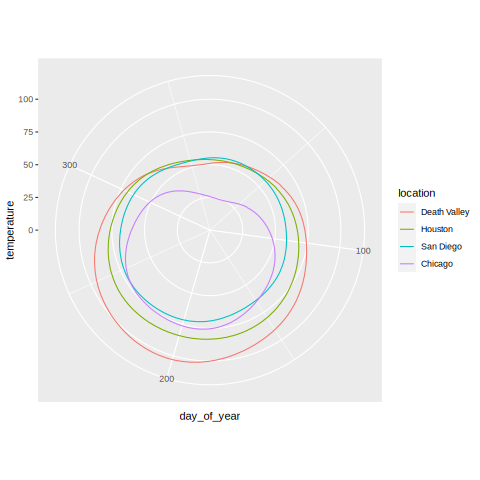 temperature
100
75
50
25
0
300
100
200
day_of_year
location
Death Valley
Houston
San Diego
Chicago